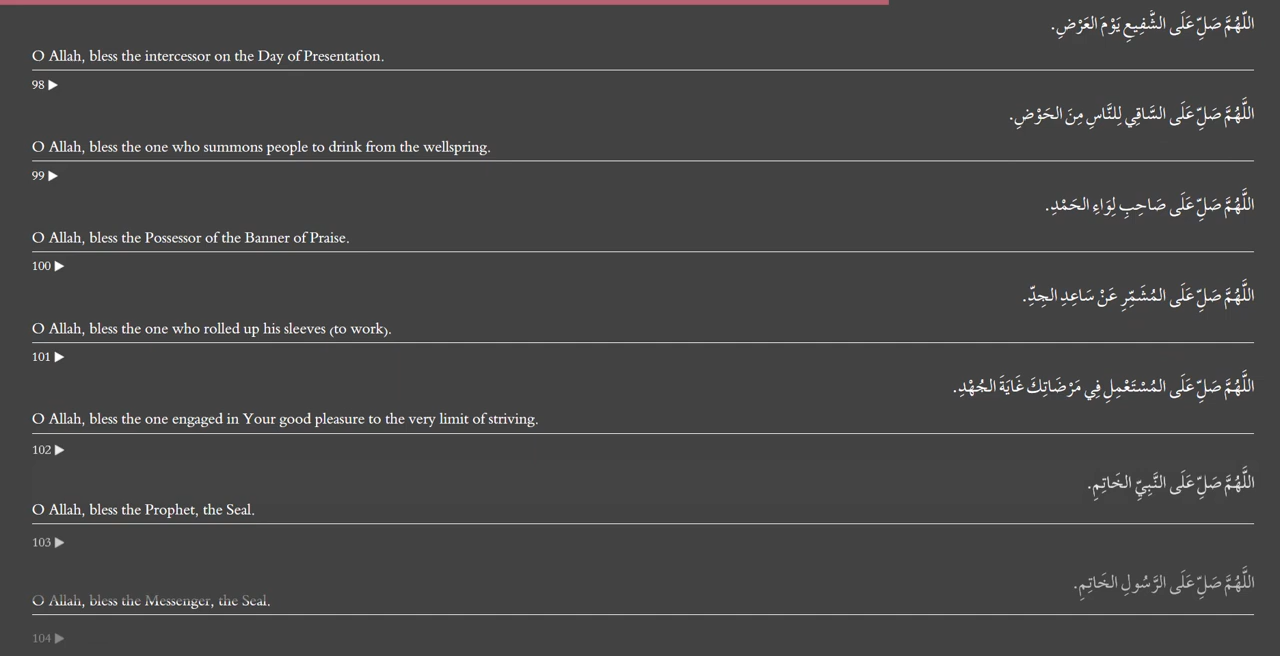 اللّٰهُمَّ صَلِّ عَلَى الشَّفِيعِ يَوْمَ العَرْضِ.
O Allah, bless the intercessor on the Day of Presentation.
98 ▶
اللّٰهُمَّ صَلِّ عَلَى السَّاقِي لِلنَّاسِ مِنَ الحَوْضِ.
O Allah, bless the one who summons people to drink from the wellspring.
99 ▶
اللّٰهُمَّ صَلِّ عَلَى صَاحِبِ لِوَاءِ الحَمْدِ.
O Allah, bless the Possessor of the Banner of Praise.
100 ▶
اللّٰهُمَّ صَلِّ عَلَى المُشَمِّرِ عَنْ سَاعِدِ الجِدِّ.
O Allah, bless the one who rolled up his sleeves (to work).
101 ▶
اللّٰهُمَّ صَلِّ عَلَى المُسْتَعْمِلِ فِي مَرْضَاتِكَ غَايَةَ الجُهْدِ.
O Allah, bless the one engaged in Your good pleasure to the very limit of striving.
102 ▶
اللّٰهُمَّ صَلِّ عَلَى النَّبِيِّ الخَاتِمِ.
O Allah, bless the Prophet, the Seal.
103 ▶
اللّٰهُمَّ صَلِّ عَلَى الرَّسُولِ الخَاتِمِ.
O Allah, bless the Messenger, the Seal.
104 ▶